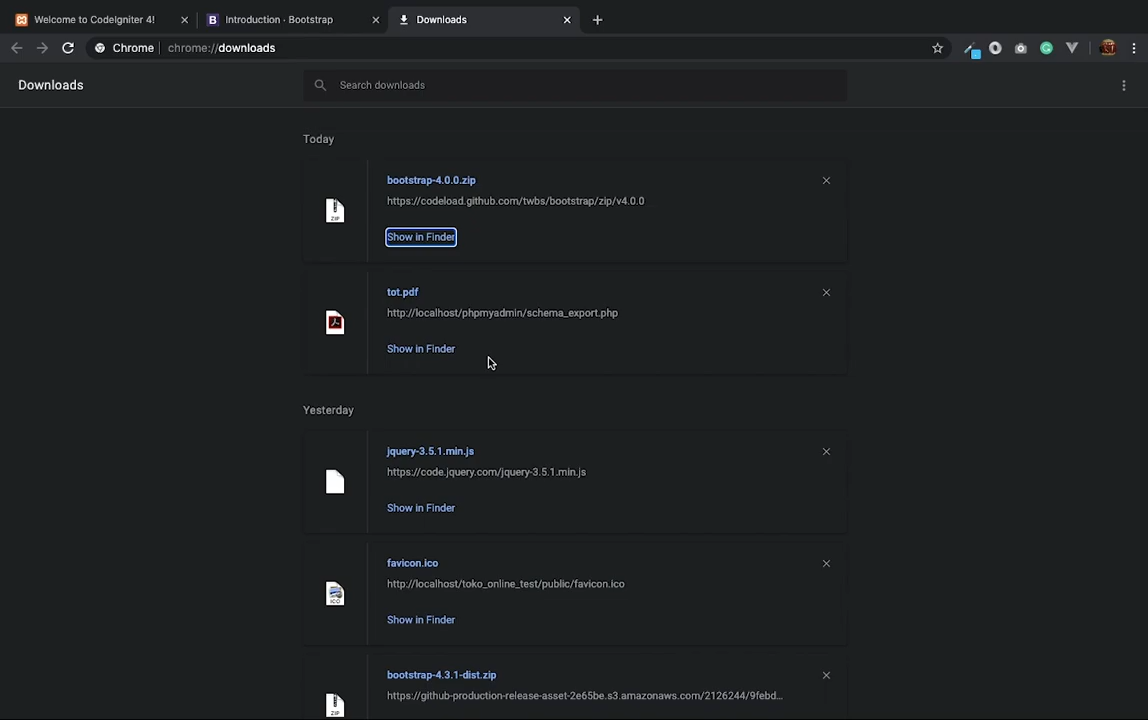 Welcome to CodeIgniter 4!
B Introduction · Bootstrap
Downloads
Chrome
chrome://downloads
Downloads
Search downloads
Today
bootstrap-4.0.0.zip
https://codeload.github.com/twbs/bootstrap/zip/v4.0.0
ZIP
Show in Finder
tot.pdf
http://localhost/phpmyadmin/schema_export.php
Show in Finder
Yesterday
jquery-3.5.1.min.js
https://code.jquery.com/jquery-3.5.1.min.js
Show in Finder
favicon.ico
http://localhost/toko_online_test/public/favicon.ico
ICO
Show in Finder
bootstrap-4.3.1-dist.zip
https://github-production-release-asset-2e65be.s3.amazonaws.com/2126244/9febd...
ZIP